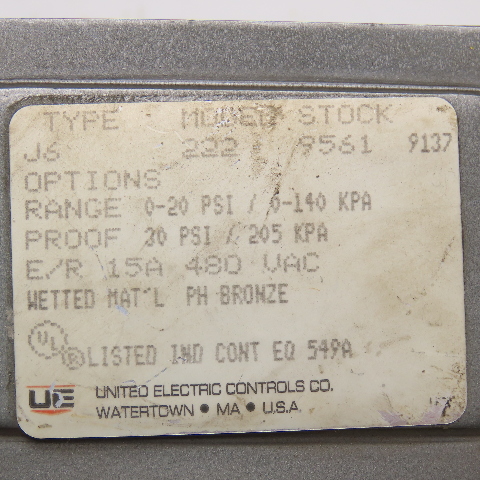 TYPE MODEL STOCK
J6 222 9561 9137
OPTIONS
RANGE 0-20 PSI / 0-140 KPA
PROOF 30 PSI / 205 KPA
E/R 15A 480 VAC
WETTED MAT'L PH BRONZE
UL ® LISTED IND CONT EQ 549A
UE UNITED ELECTRIC CONTROLS CO.
WATERTOWN • MA • U.S.A